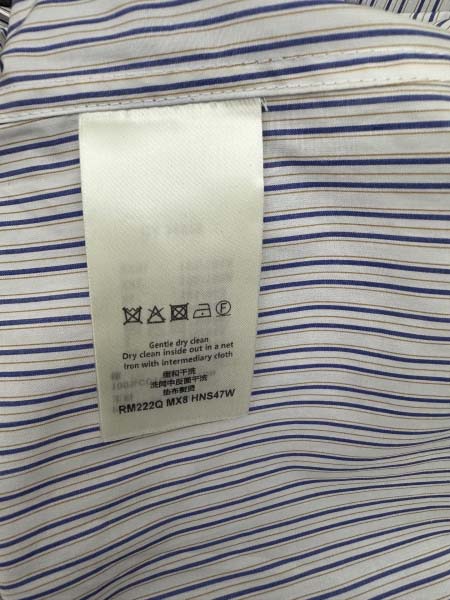 Gentle dry clean
Dry clean inside out in a net
Iron with intermediary cloth
缓和干洗
洗网中反面干洗
垫布熨烫
RM222Q MX8 HNS47W